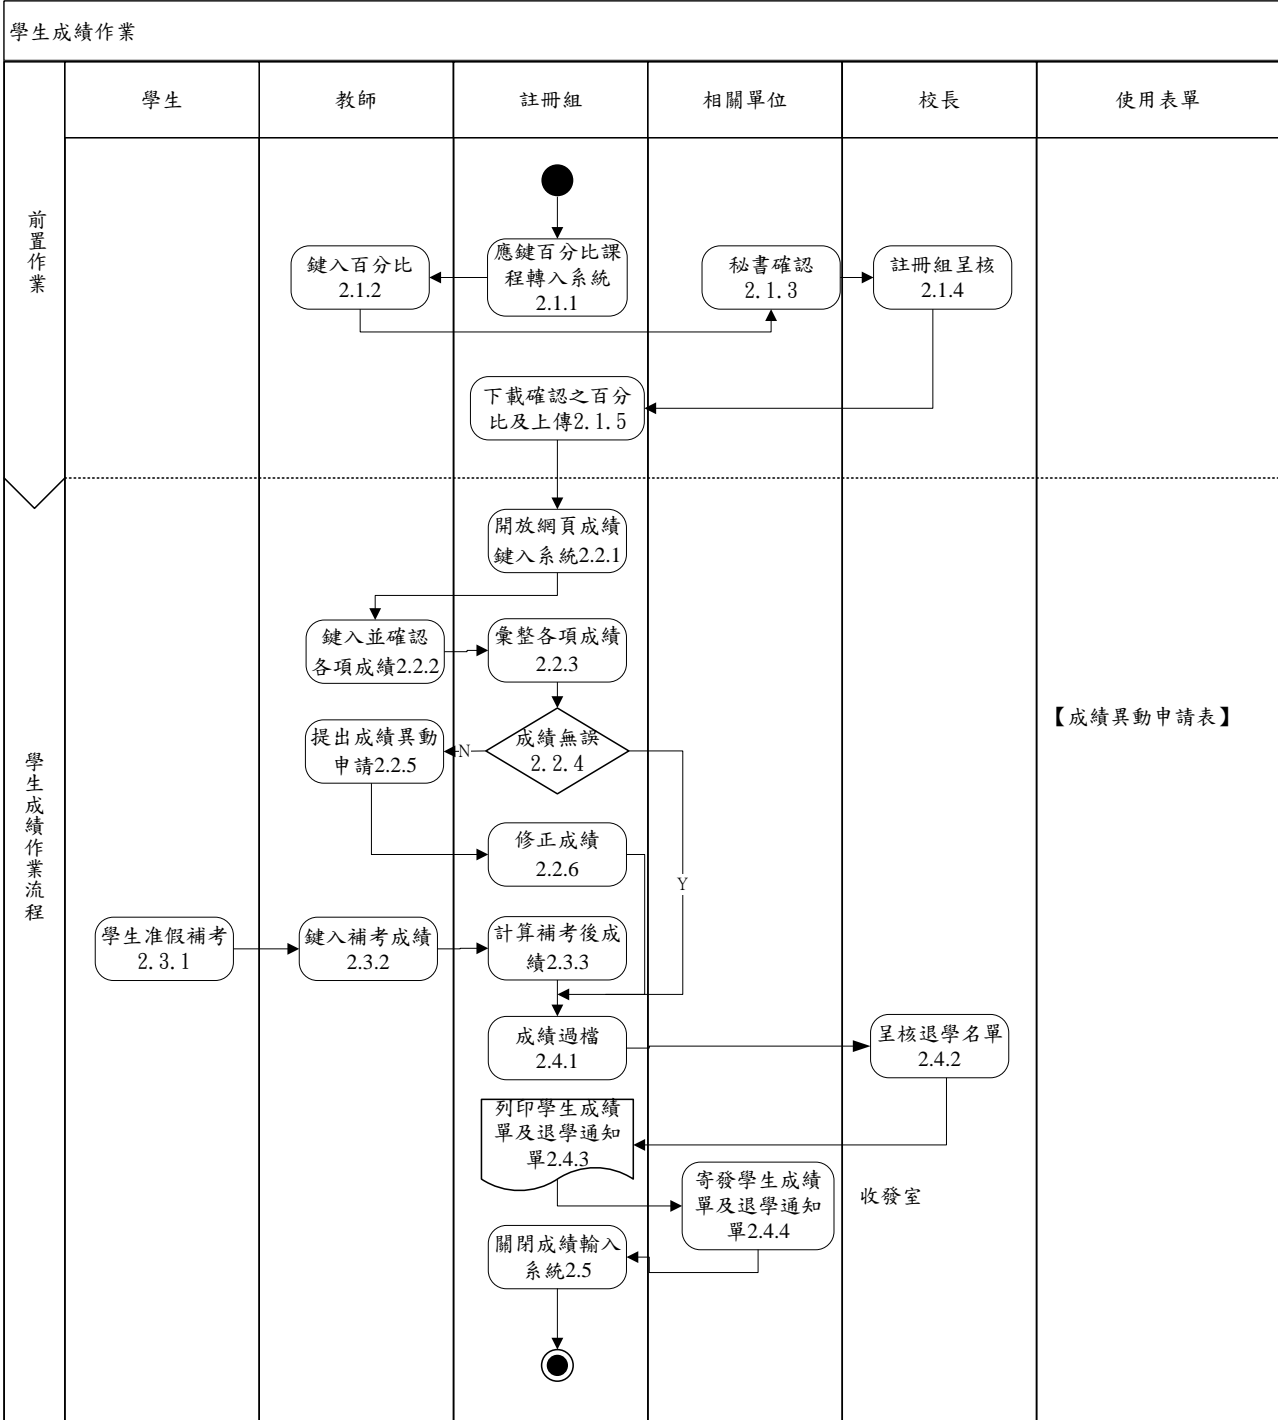 學生成績作業
學生
教師
註冊組
相關單位
校長
使用表單
前置作業
應鍵百分比課
程轉入系統
2.1.1
鍵入百分比
2.1.2
秘書確認
2.1.3
註冊組呈核
2.1.4
下載確認之百分
比及上傳2.1.5
學生成績作業流程
開放網頁成績
鍵入系統2.2.1
鍵入並確認
各項成績2.2.2
彙整各項成績
2.2.3
成績無誤
2.2.4
N
Y
提出成績異動
申請2.2.5
【成績異動申請表】
修正成績
2.2.6
學生准假補考
2.3.1
鍵入補考成績
2.3.2
計算補考後成
績2.3.3
成績過檔
2.4.1
呈核退學名單
2.4.2
列印學生成績
單及退學通知
單2.4.3
寄發學生成績
單及退學通知
單2.4.4
收發室
關閉成績輸入
系統2.5